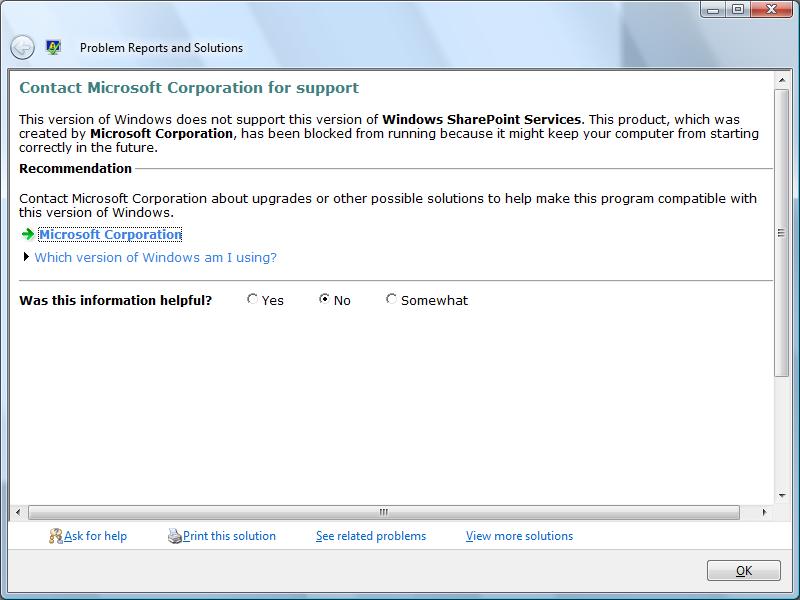 Problem Reports and Solutions
Contact Microsoft Corporation for support
This version of Windows does not support this version of Windows SharePoint Services. This product, which was
created by Microsoft Corporation, has been blocked from running because it might keep your computer from starting
correctly in the future.
Recommendation
Contact Microsoft Corporation about upgrades or other possible solutions to help make this program compatible with
this version of Windows.
Microsoft Corporation
Which version of Windows am I using?
Was this information helpful? Yes No Somewhat
Ask for help Print this solution See related problems View more solutions
OK